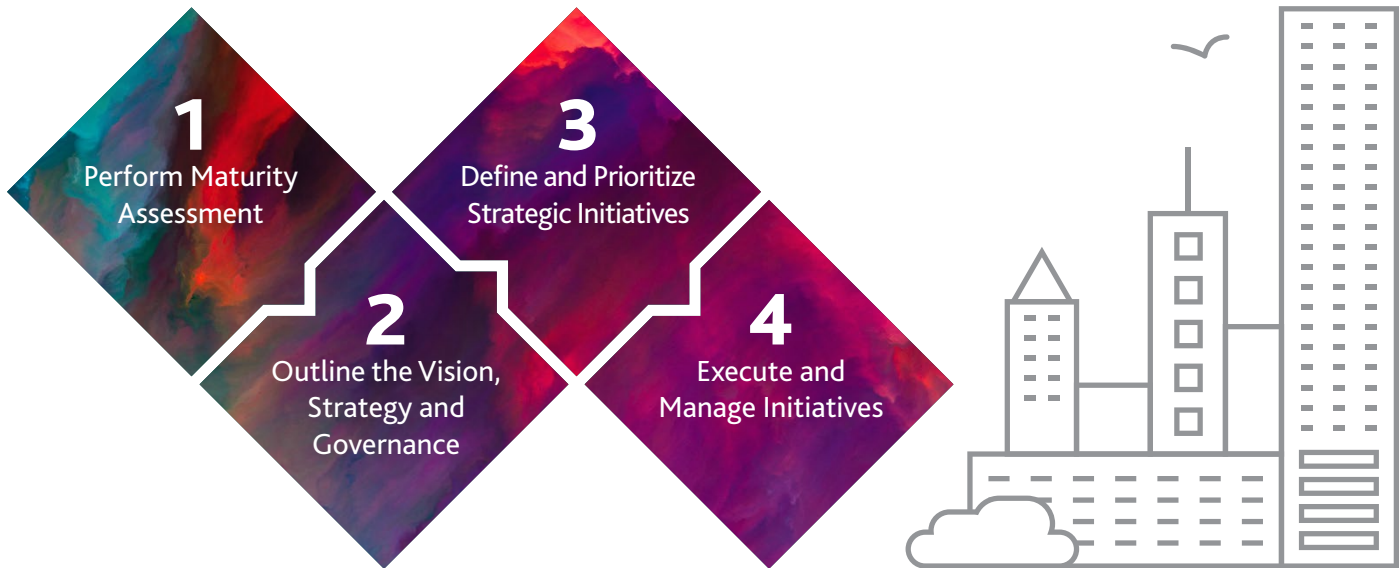 1
Perform Maturity
Assessment
2
Outline the Vision,
Strategy and
Governance
3
Define and Prioritize
Strategic Initiatives
4
Execute and
Manage Initiatives